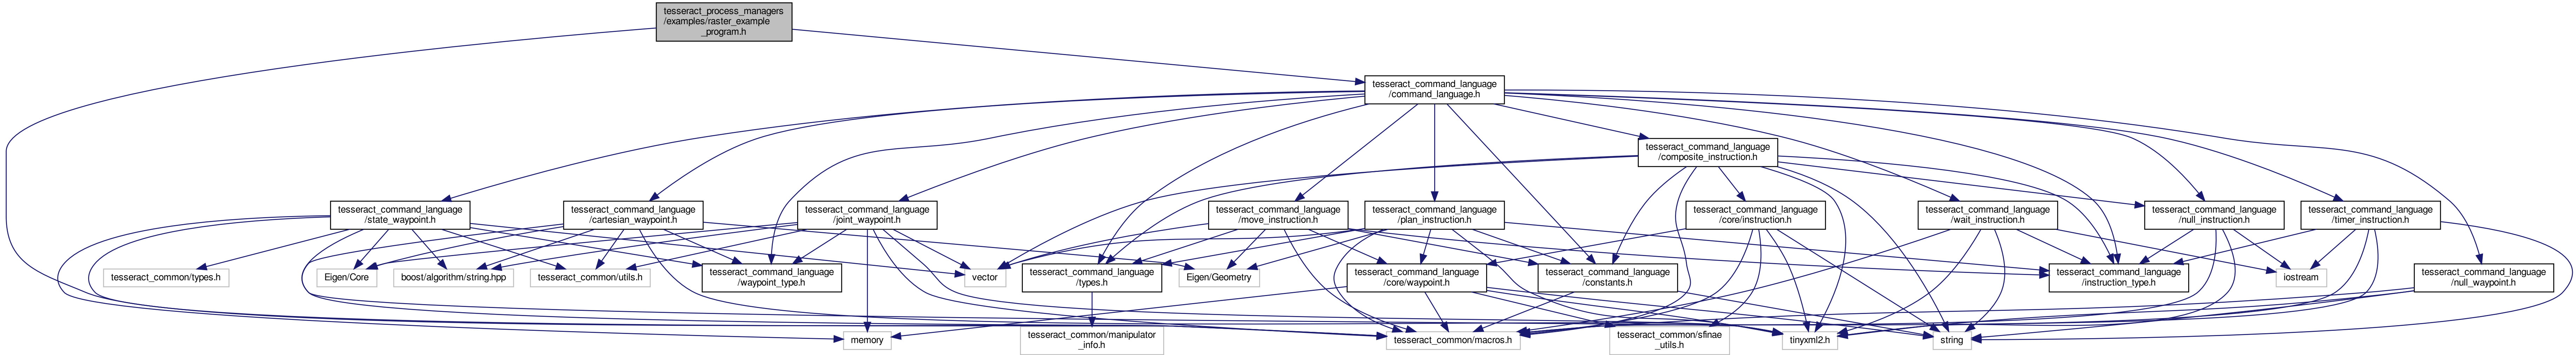 tesseract_process_managers
/examples/raster_example
_program.h
tesseract_command_language
/command_language.h
tesseract_command_language
/composite_instruction.h
tesseract_command_language
/state_waypoint.h
tesseract_command_language
/cartesian_waypoint.h
tesseract_command_language
/joint_waypoint.h
tesseract_command_language
/move_instruction.h
tesseract_command_language
/plan_instruction.h
tesseract_command_language
/core/instruction.h
tesseract_command_language
/wait_instruction.h
tesseract_command_language
/null_instruction.h
tesseract_command_language
/timer_instruction.h
tesseract_common/types.h
Eigen/Core
boost/algorithm/string.hpp
tesseract_common/utils.h
tesseract_command_language
/waypoint_type.h
vector
tesseract_command_language
/types.h
Eigen/Geometry
tesseract_command_language
/core/waypoint.h
tesseract_command_language
/constants.h
tesseract_command_language
/instruction_type.h
iostream
tesseract_command_language
/null_waypoint.h
memory
tesseract_common/manipulator
_info.h
tesseract_common/macros.h
tesseract_common/sfinae
_utils.h
tinyxml2.h
string